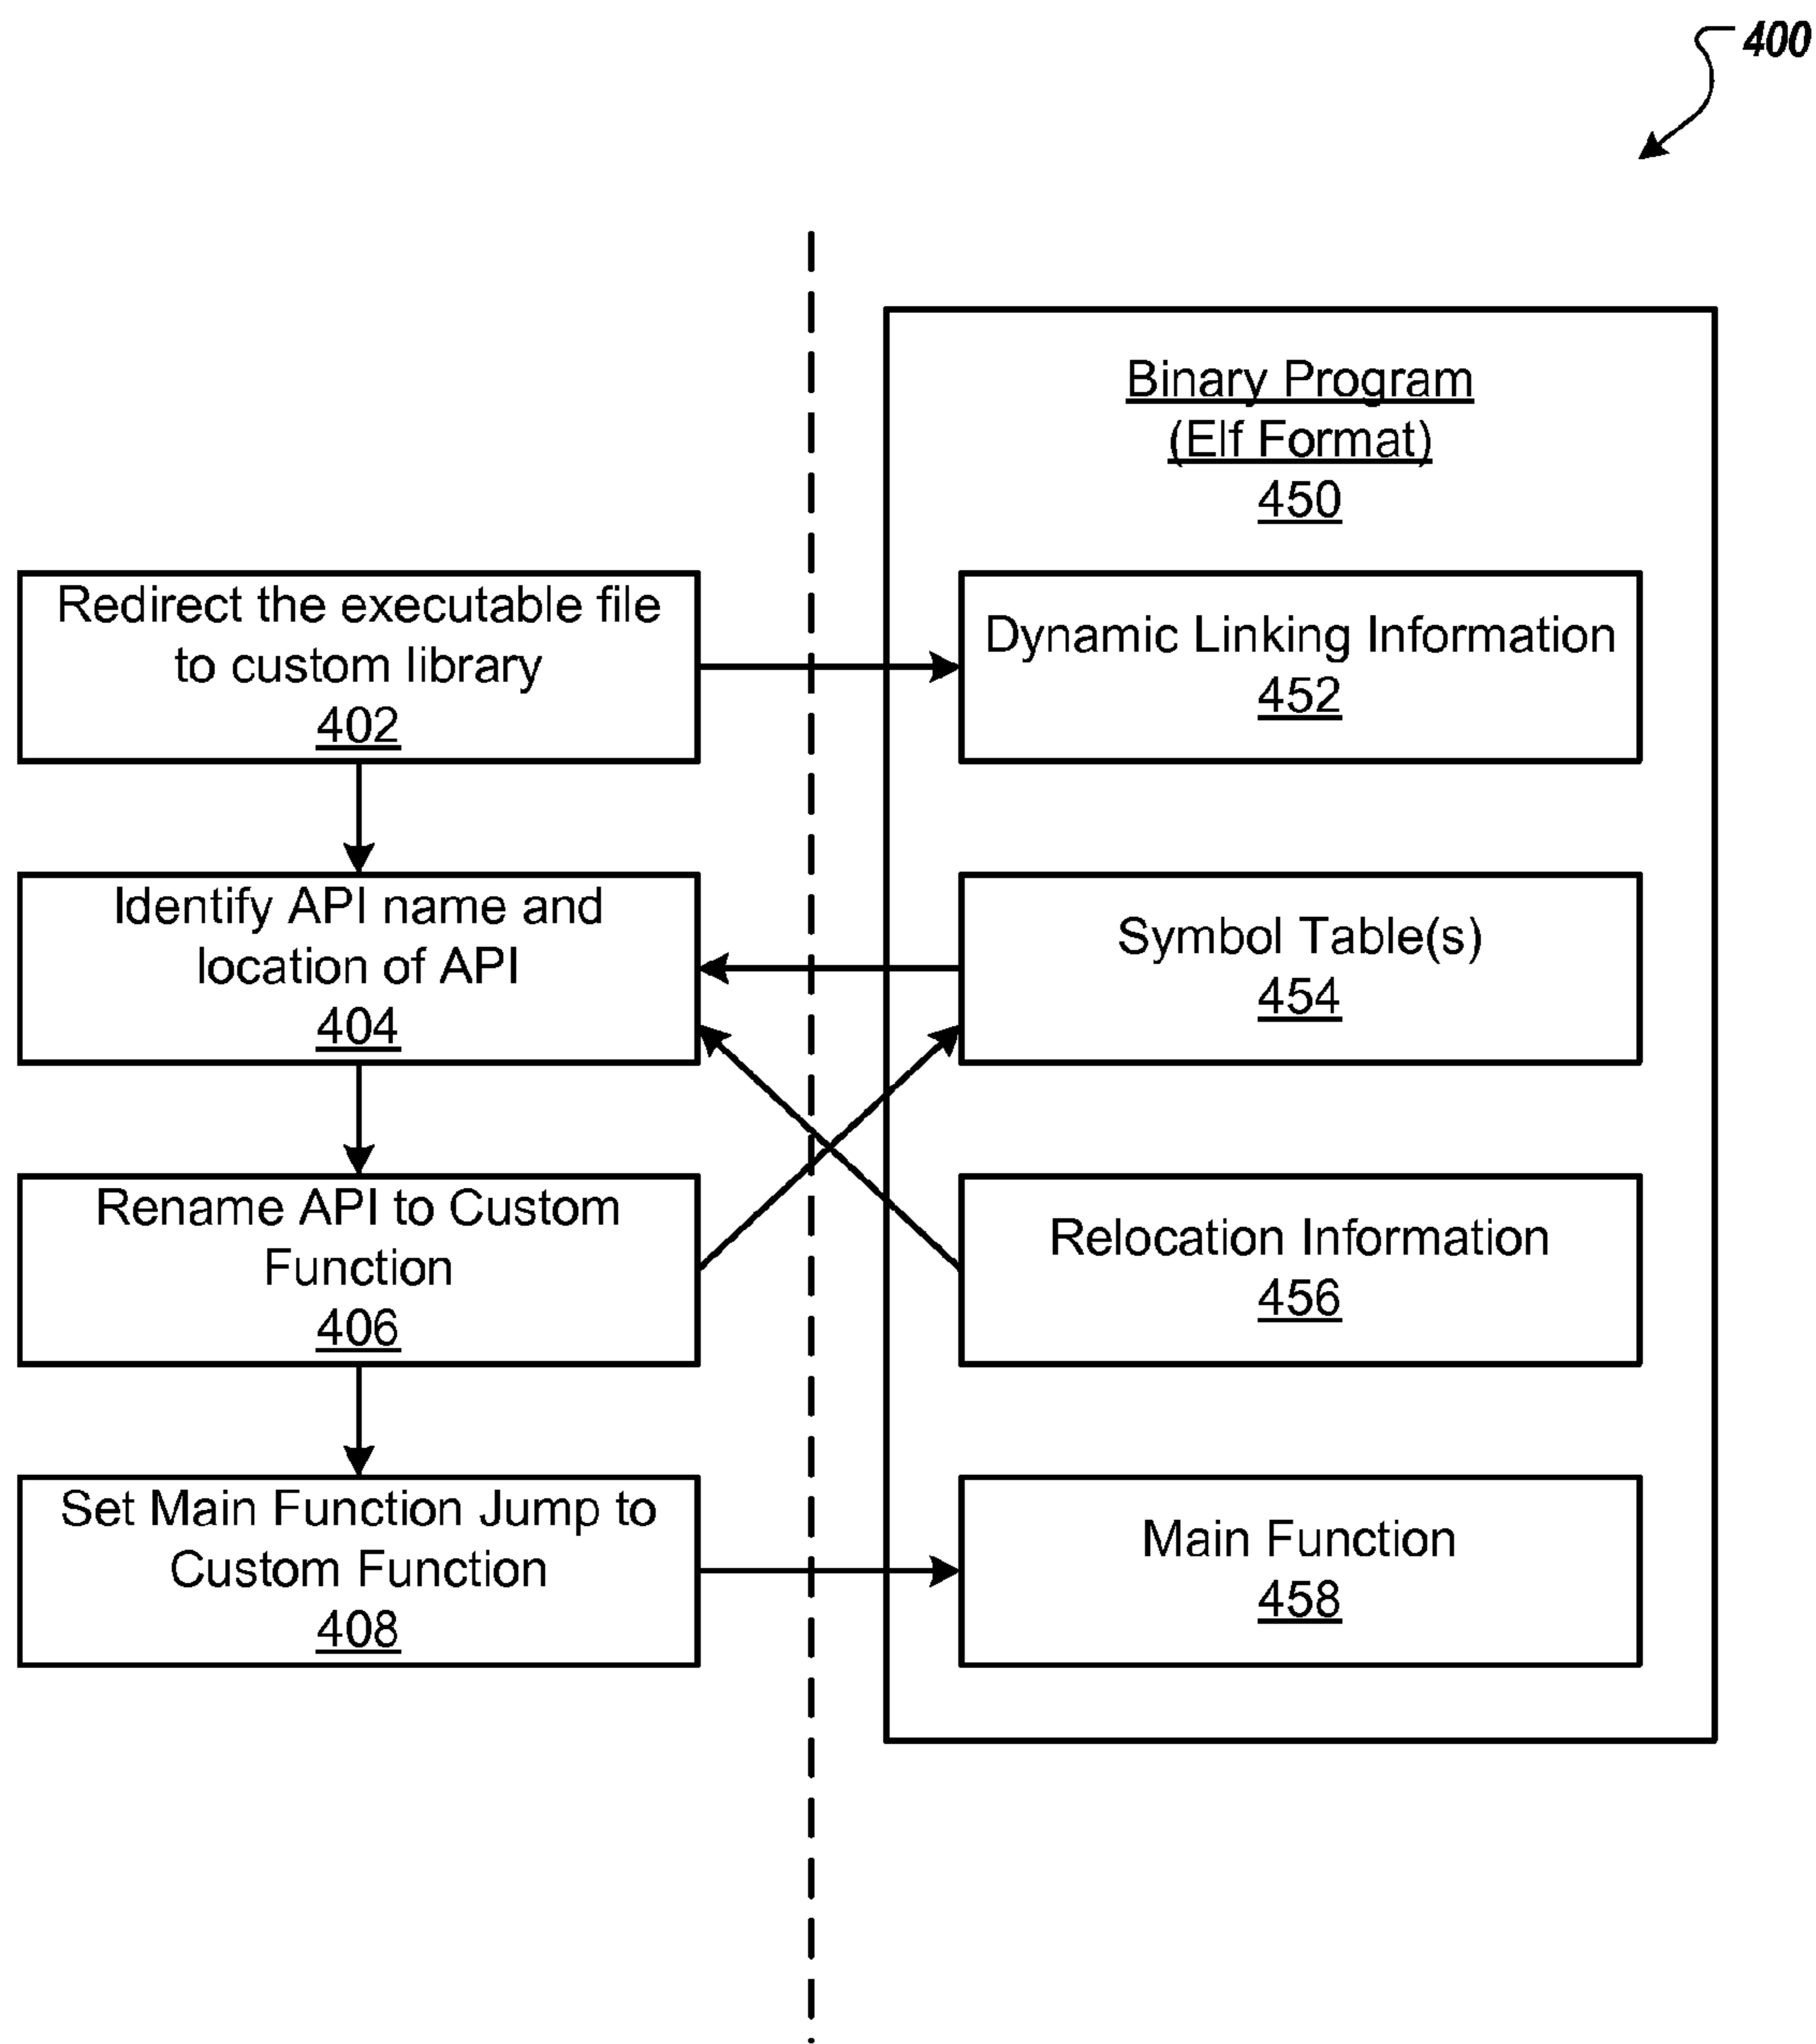 400
Binary Program
(Elf Format)
450
Redirect the executable file
to custom library
402
Dynamic Linking Information
452
Identify API name and
location of API
404
Symbol Table(s)
454
Rename API to Custom
Function
406
Relocation Information
456
Set Main Function Jump to
Custom Function
408
Main Function
458